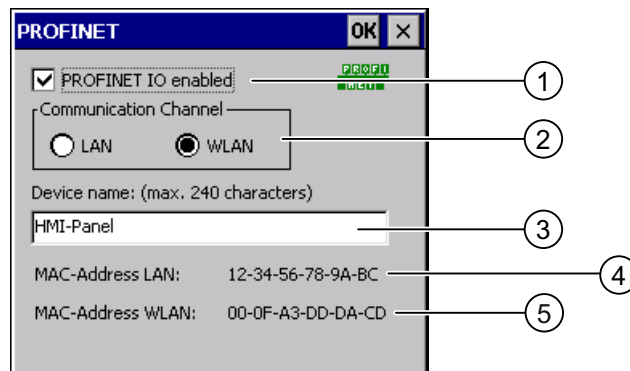 PROFINET OK ×
PROFINET IO enabled
PROFI
NET
1
Communication Channel
2
LAN WLAN
Device name: (max. 240 characters)
HMI-Panel
3
MAC-Address LAN: 12-34-56-78-9A-BC
4
MAC-Address WLAN: 00-0F-A3-DD-DA-CD
5